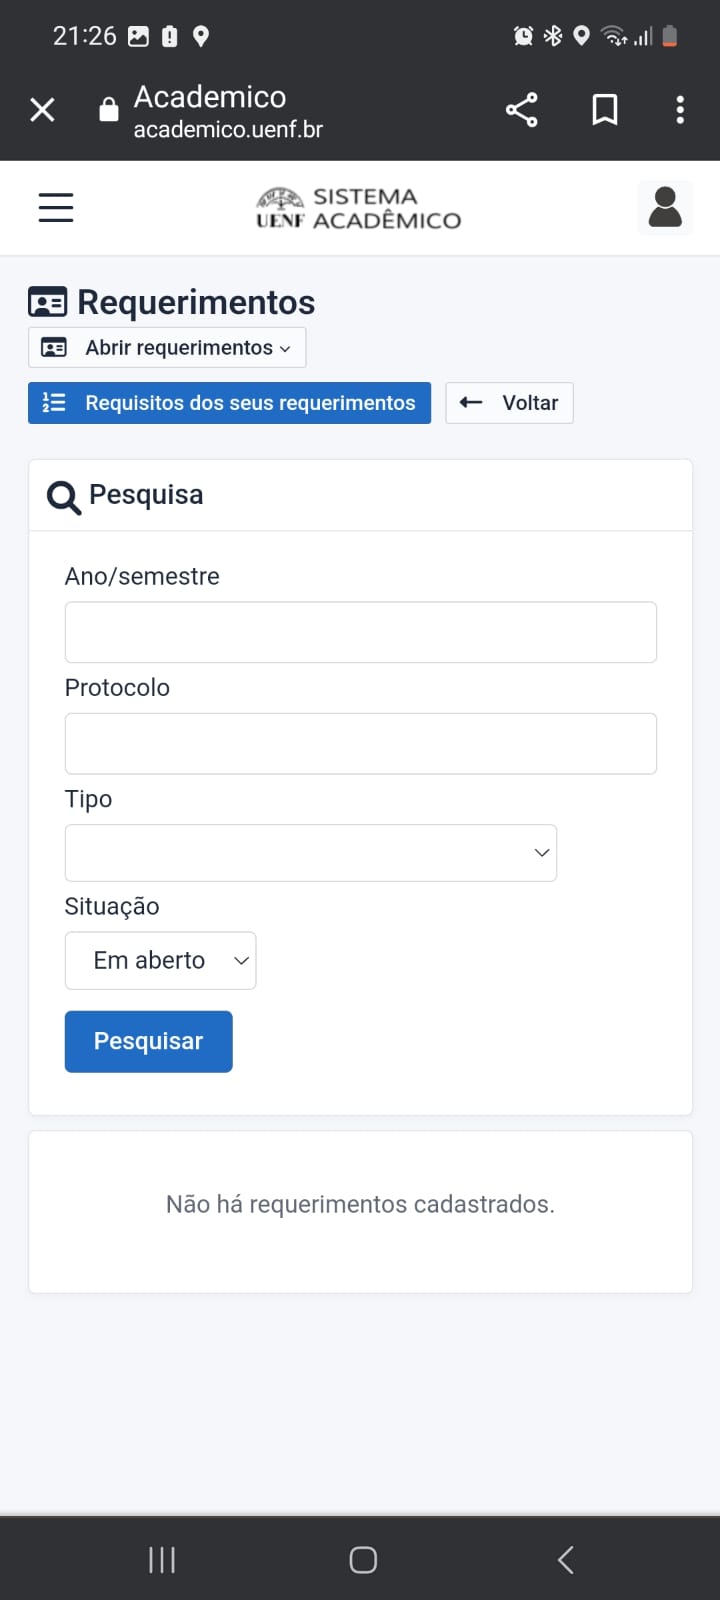 21:26
Academico
academico.uenf.br
UENF SISTEMA ACADÊMICO
Requerimentos
Abrir requerimentos
Requisitos dos seus requerimentos
Voltar
Pesquisa
Ano/semestre
Protocolo
Tipo
Situação
Em aberto
Pesquisar
Não há requerimentos cadastrados.